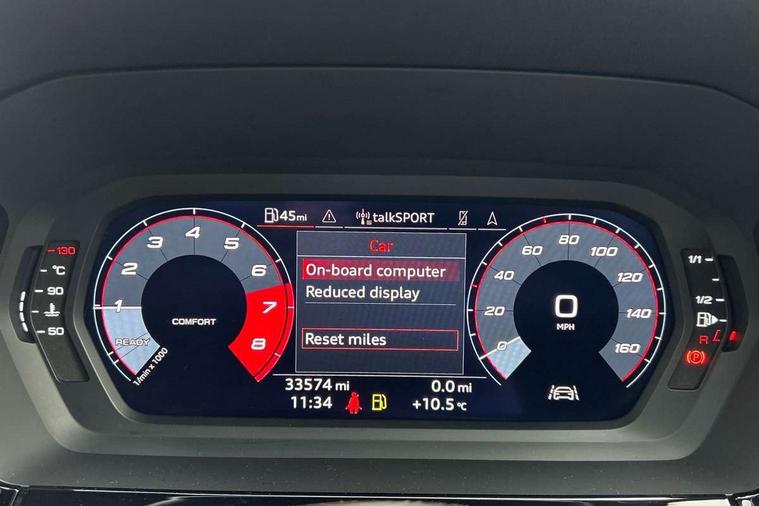 45mi
talkSPORT
Car
On-board computer
Reduced display
Reset miles
33574 mi
0.0 mi
11:34
+10.5 °C
1
2
3
4
5
6
7
8
READY
1/min x 1000
COMFORT
0
20
40
60
80
100
120
140
160
0
MPH
130
°C
90
50
1/1
1/2
R
P